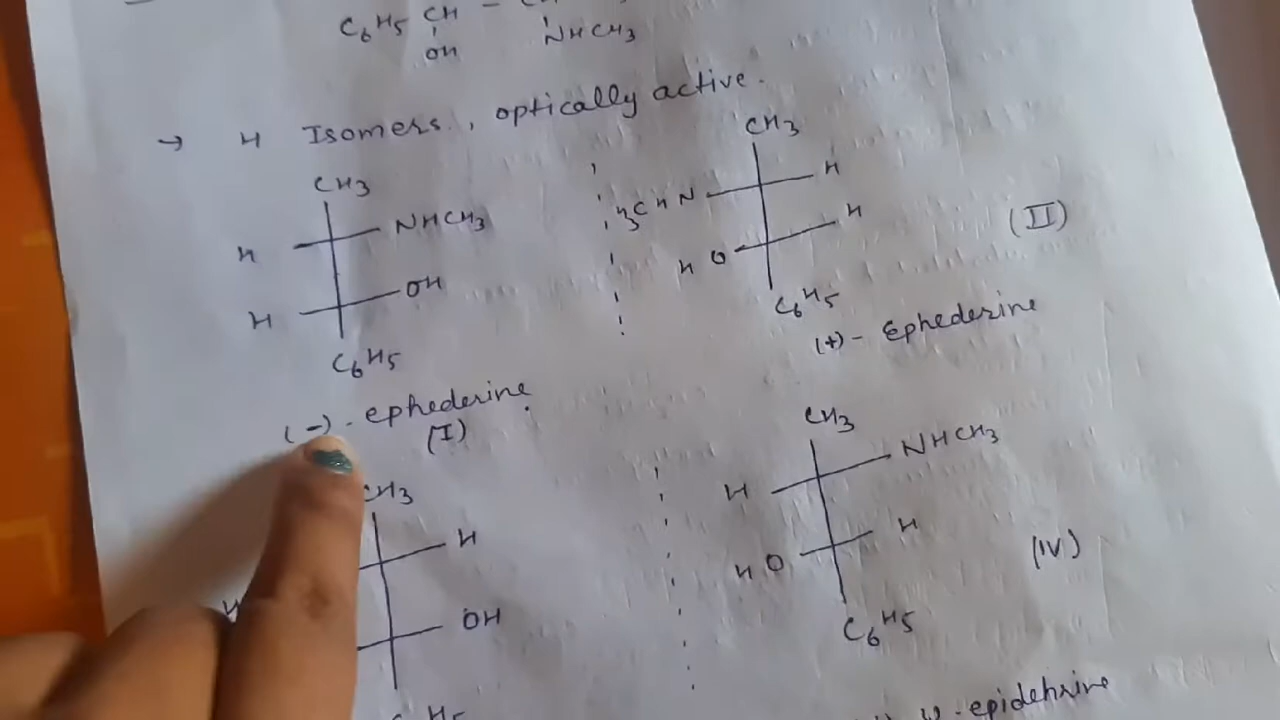 C6H5 CH -
OH NHCH3
→ 4 Isomers, optically active.
CH3 CH3
H NHCH3 H3CHN H
H OH HO H (II)
C6H5 C6H5
(-)-ephederine (+)-Ephederine
(I)
CH3 CH3
H H NHCH3
OH HO H (IV)
C6H5
ψ-epidehrine